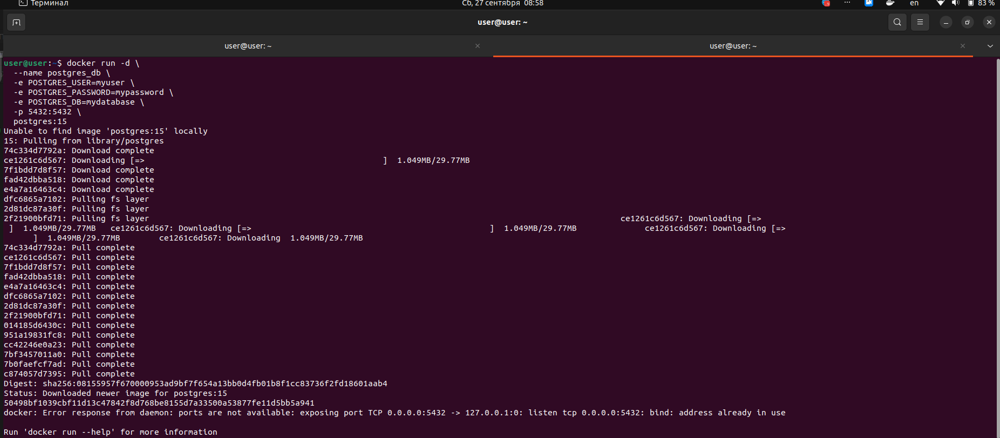 Терминал
Сб, 27 сентября 08:58
en
83 %
user@user: ~
user@user: ~
user@user: ~
user@user:~$ docker run -d \
  --name postgres_db \
  -e POSTGRES_USER=myuser \
  -e POSTGRES_PASSWORD=mypassword \
  -e POSTGRES_DB=mydatabase \
  -p 5432:5432 \
  postgres:15
Unable to find image 'postgres:15' locally
15: Pulling from library/postgres
74c334d7792a: Download complete
ce1261c6d567: Downloading [=>                                                 ]  1.049MB/29.77MB
7f1bdd7d8f57: Download complete
fad42dbba518: Download complete
e4a7a16463c4: Download complete
dfc6865a7102: Pulling fs layer
2d81dc87a30f: Pulling fs layer
2f21900bfd71: Pulling fs layer ce1261c6d567: Downloading [=>
 ]  1.049MB/29.77MB   ce1261c6d567: Downloading [=>                                                 ]  1.049MB/29.77MB              ce1261c6d567: Downloading [=>
      ]  1.049MB/29.77MB        ce1261c6d567: Downloading  1.049MB/29.77MB
74c334d7792a: Pull complete
ce1261c6d567: Pull complete
7f1bdd7d8f57: Pull complete
fad42dbba518: Pull complete
e4a7a16463c4: Pull complete
dfc6865a7102: Pull complete
2d81dc87a30f: Pull complete
2f21900bfd71: Pull complete
014185d6430c: Pull complete
951a19831fc8: Pull complete
cc42246e0a23: Pull complete
7bf3457011a0: Pull complete
7b0faefcf7ad: Pull complete
c874057d7395: Pull complete
Digest: sha256:08155957f670000953ad9bf7f654a13bb0d4fb01b8f1cc83736f2fd18601aab4
Status: Downloaded newer image for postgres:15
50498bf1039cbf11d13c47842f8d768be8155d7a33500a53877fe11d5bb5a941
docker: Error response from daemon: ports are not available: exposing port TCP 0.0.0.0:5432 -> 127.0.0.1:0: listen tcp 0.0.0.0:5432: bind: address already in use
Run 'docker run --help' for more information